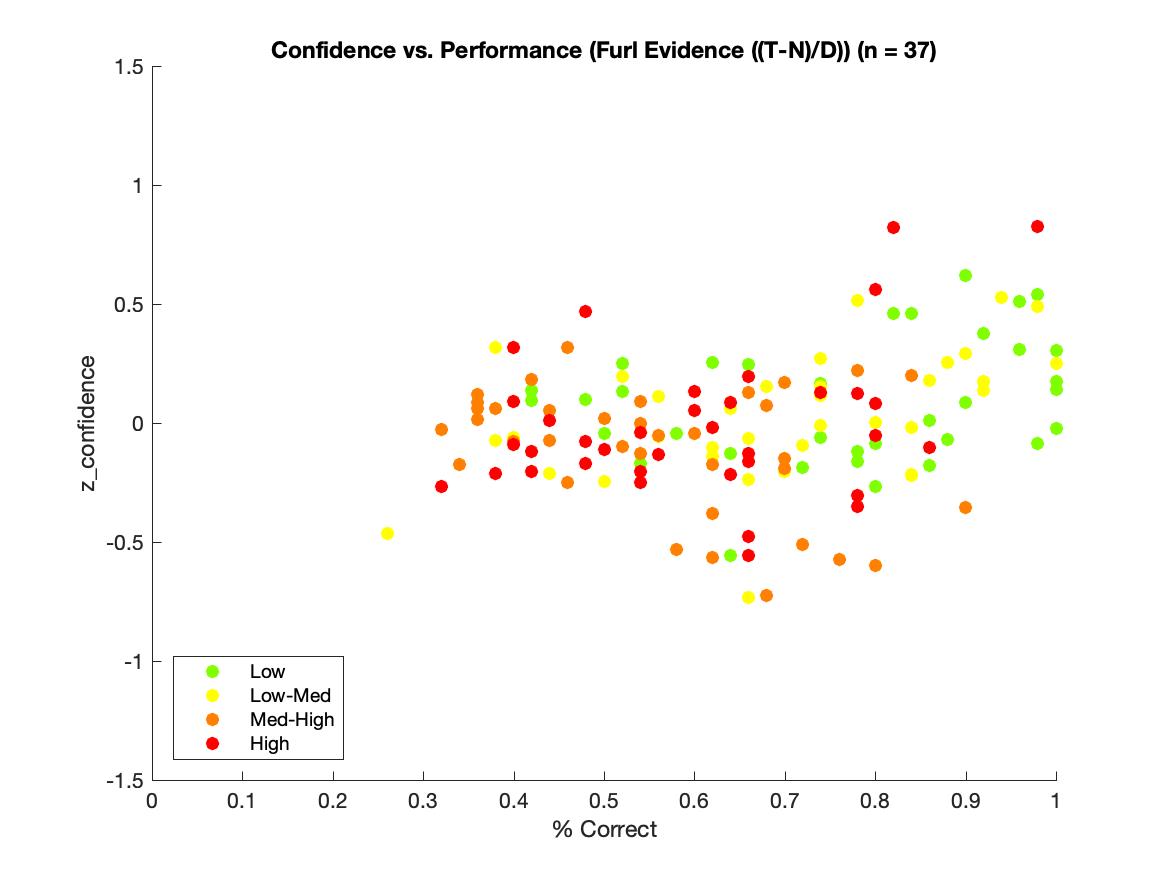 Confidence vs. Performance (Furl Evidence ((T-N)/D)) (n = 37)
1.5
1
0.5
0
-0.5
-1
-1.5
z_confidence
Low
Low-Med
Med-High
High
0 0.1 0.2 0.3 0.4 0.5 0.6 0.7 0.8 0.9 1
% Correct